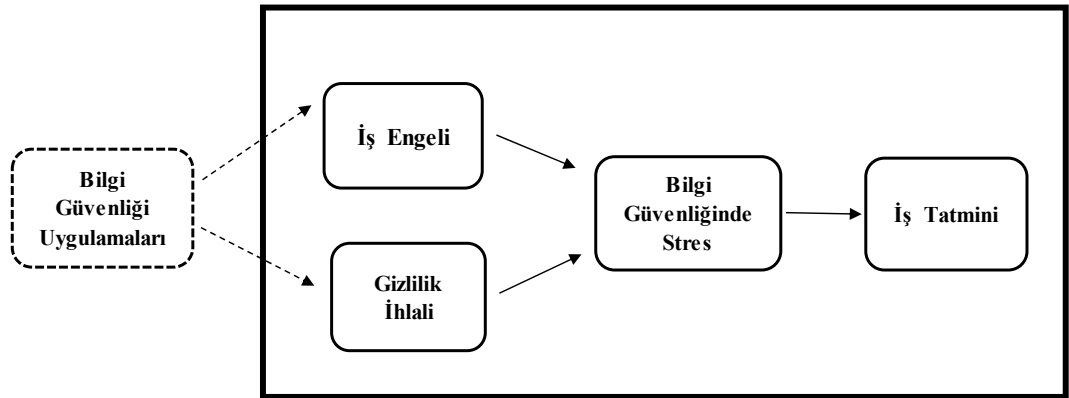 Bilgi
Güvenliği
Uygulamaları
İş Engeli
Gizlilik
İhlali
Bilgi
Güvenliğinde
Stres
İş Tatmini